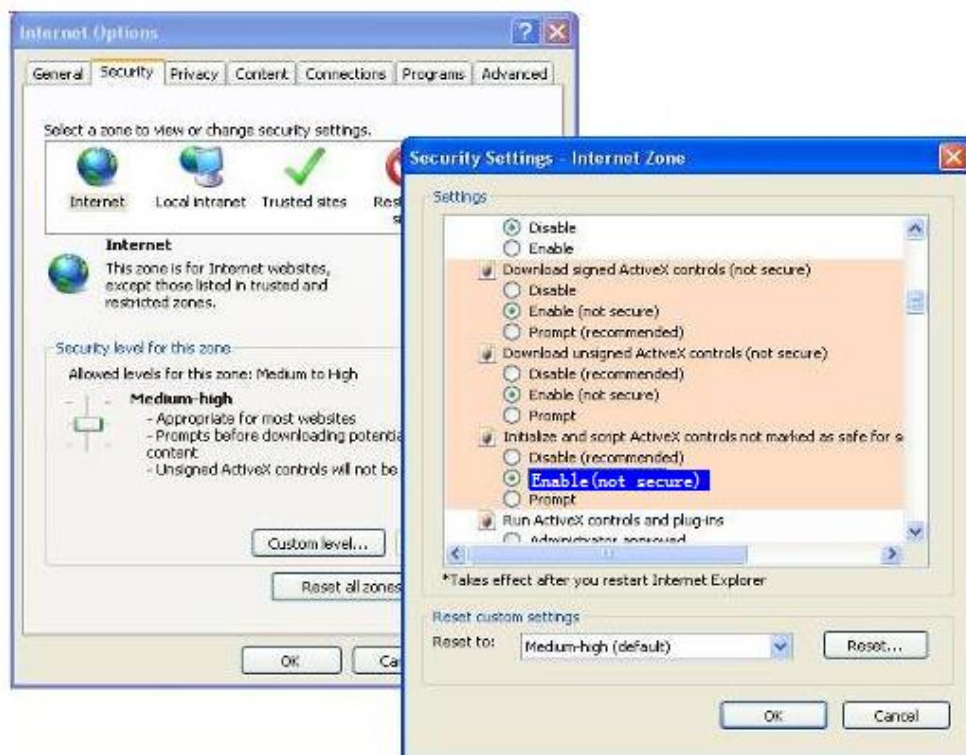 Internet Options
General Security Privacy Content Connections Programs Advanced
Select a zone to view or change security settings.
Internet Local intranet Trusted sites
Internet
This zone is for Internet websites,
except those listed in trusted and
restricted zones.
Security level for this zone
Allowed levels for this zone: Medium to High
Medium-high
- Appropriate for most websites
- Prompts before downloading
content
- Unsigned ActiveX controls will not be
Custom level...
Reset all zones
OK
Security Settings - Internet Zone
Settings
Disable
Enable
Download signed ActiveX controls (not secure)
Disable
Enable (not secure)
Prompt (recommended)
Download unsigned ActiveX controls (not secure)
Disable (recommended)
Enable (not secure)
Prompt
Initialize and script ActiveX controls not marked as safe for s
Disable (recommended)
Enable(not secure)
Prompt
Run ActiveX controls and plug-ins
Administrator approved
*Takes effect after you restart Internet Explorer
Reset custom settings
Reset to: Medium-high (default) Reset...
OK Cancel